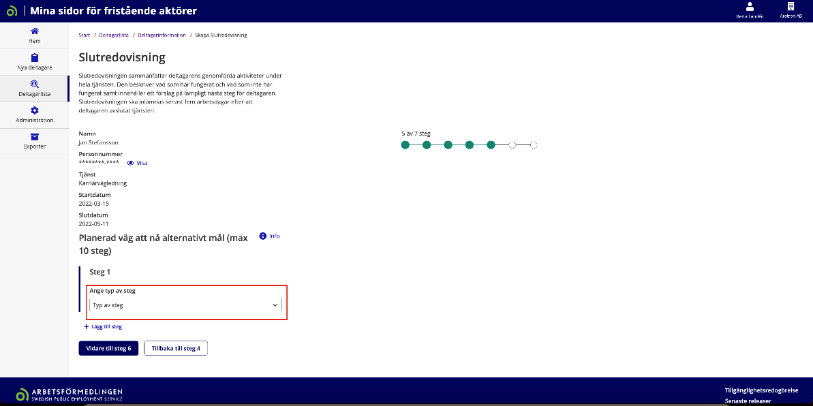 Mina sidor för fristående aktörer
Hem
Nya deltagare
Deltagarlista
Administration
Exporter
Start / Deltagarlista / Deltagarinformation / Skapa Slutredovisning
Slutredovisning
Slutredovisningen sammanfattar deltagarens genomförda aktiviteter under
hela tjänsten. Den beskriver vad som har fungerat och vad som inte har
fungerat samt innehåller ett förslag på lämpligt nästa steg för deltagaren.
Slutredovisningen ska inlämnas senast fem arbetsdagar efter att
deltagaren avslutat tjänsten.
Namn
Jan Stefansson
Personnummer
********-**** Visa
Tjänst
Karriärvägledning
Startdatum
2022-03-15
Slutdatum
2022-05-11
5 av 7 steg
Planerad väg att nå alternativt mål (max
10 steg)
Info
Steg 1
Ange typ av steg
Typ av steg
+ Lägg till steg
Vidare till steg 6
Tillbaka till steg 4
ARBETSFÖRMEDLINGEN
SWEDISH PUBLIC EMPLOYMENT SERVICE
Tillgänglighetsredogörelse
Senaste releaser